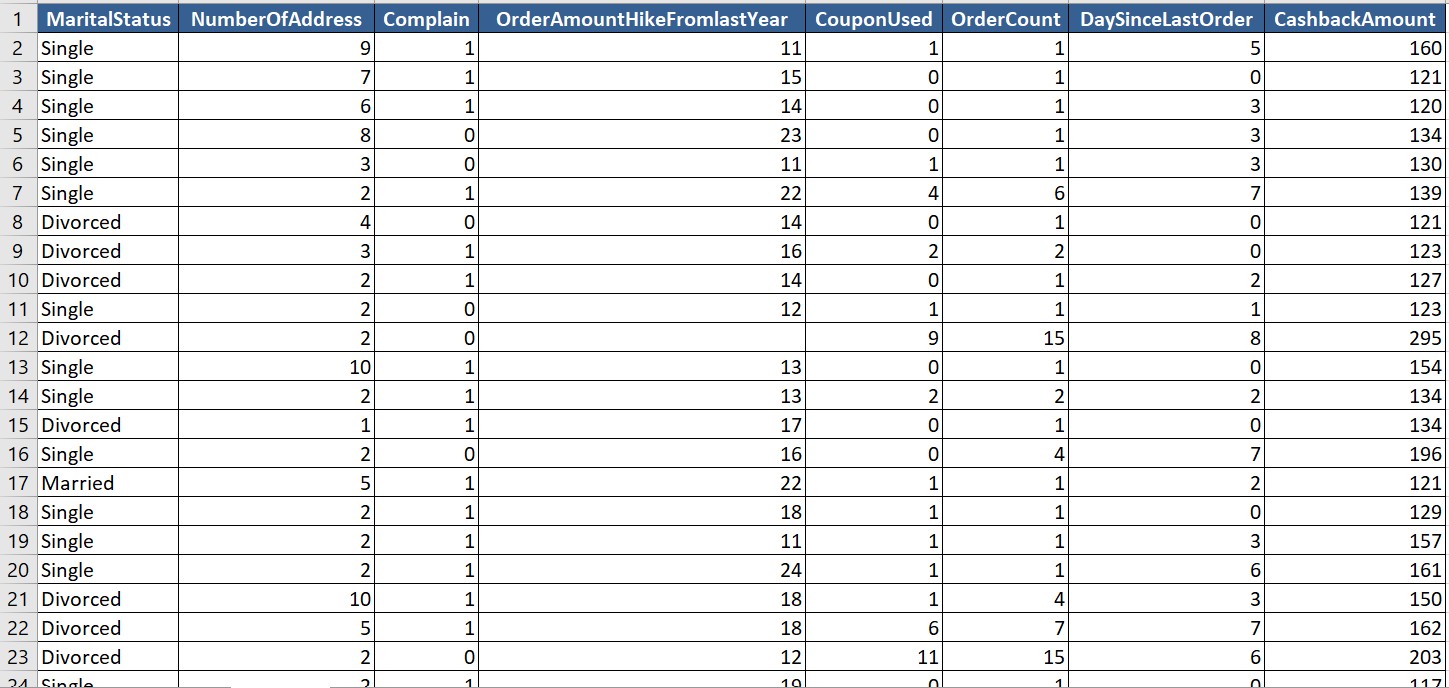 1 MaritalStatus NumberOfAddress Complain OrderAmountHikeFromlastYear CouponUsed OrderCount DaySinceLastOrder CashbackAmount
2 Single 9 1 11 1 1 5 160
3 Single 7 1 15 0 1 0 121
4 Single 6 1 14 0 1 3 120
5 Single 8 0 23 0 1 3 134
6 Single 3 0 11 1 1 3 130
7 Single 2 1 22 4 6 7 139
8 Divorced 4 0 14 0 1 0 121
9 Divorced 3 1 16 2 2 0 123
10 Divorced 2 1 14 0 1 2 127
11 Single 2 0 12 1 1 1 123
12 Divorced 2 0 9 15 8 295
13 Single 10 1 13 0 1 0 154
14 Single 2 1 13 2 2 2 134
15 Divorced 1 1 17 0 1 0 134
16 Single 2 0 16 0 4 7 196
17 Married 5 1 22 1 1 2 121
18 Single 2 1 18 1 1 0 129
19 Single 2 1 11 1 1 3 157
20 Single 2 1 24 1 1 6 161
21 Divorced 10 1 18 1 4 3 150
22 Divorced 5 1 18 6 7 7 162
23 Divorced 2 0 12 11 15 6 203
24 Single 2 1 19 0 1 0 117